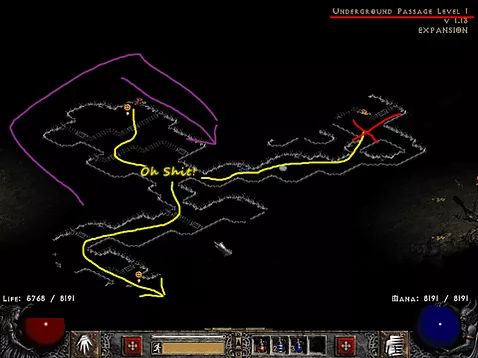 Underground Passage Level 1
v 1.13
EXPANSION
Oh Shit!
Life: 6768 / 8191
Mana: 8191 / 8191